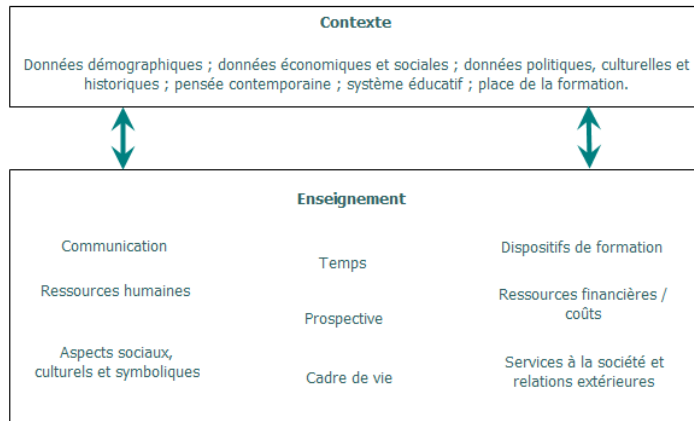 Contexte
Données démographiques ; données économiques et sociales ; données politiques, culturelles et
historiques ; pensée contemporaine ; système éducatif ; place de la formation.
Enseignement
Communication
Ressources humaines
Aspects sociaux,
culturels et symboliques
Temps
Prospective
Cadre de vie
Dispositifs de formation
Ressources financières /
coûts
Services à la société et
relations extérieures